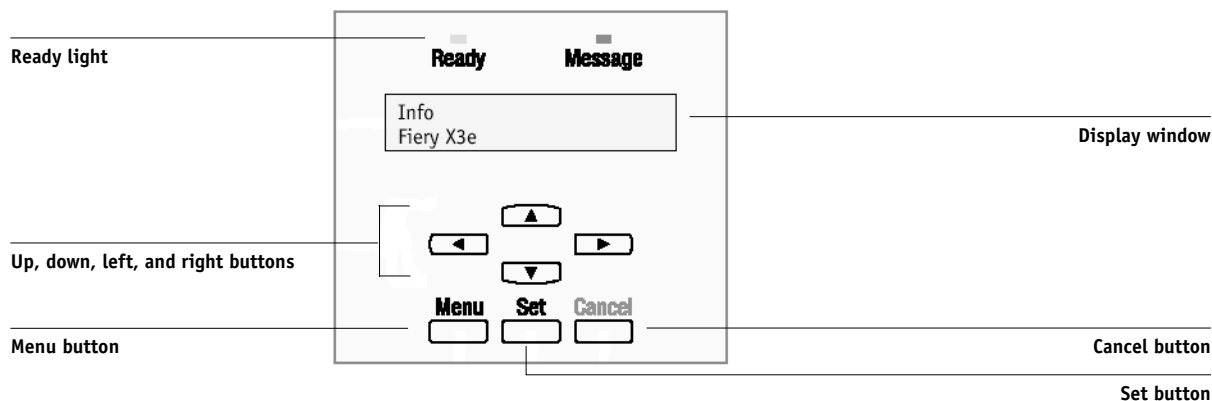 Ready light
Ready Message
Info
Fiery X3e
Display window
Up, down, left, and right buttons
Menu Set Cancel
Menu button
Cancel button
Set button